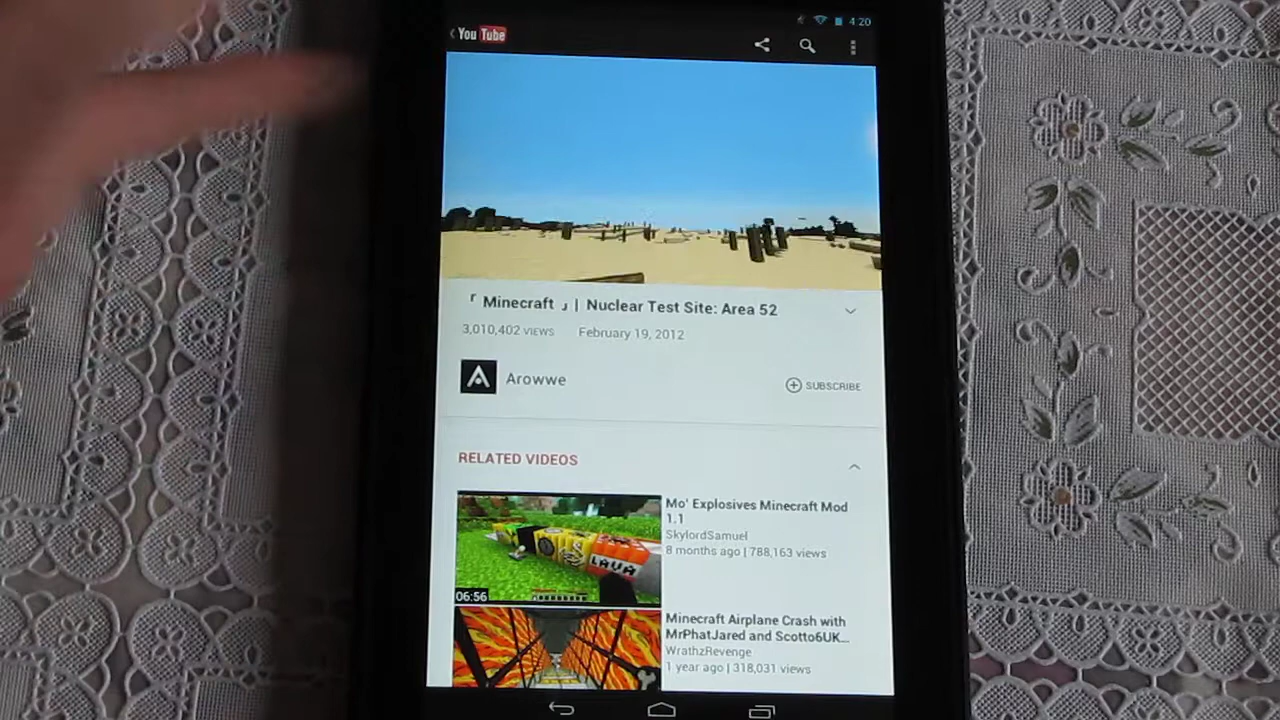 YouTube
4:20
「 Minecraft 」 | Nuclear Test Site: Area 52
3,010,402 VIEWS February 19, 2012
Arowwe
SUBSCRIBE
RELATED VIDEOS
Mo' Explosives Minecraft Mod
1.1
SkylordSamuel
8 months ago | 788,163 views
LAVA
06:56
Minecraft Airplane Crash with
MrPhatJared and Scotto6UK...
WrathzRevenge
1 year ago | 318,031 views